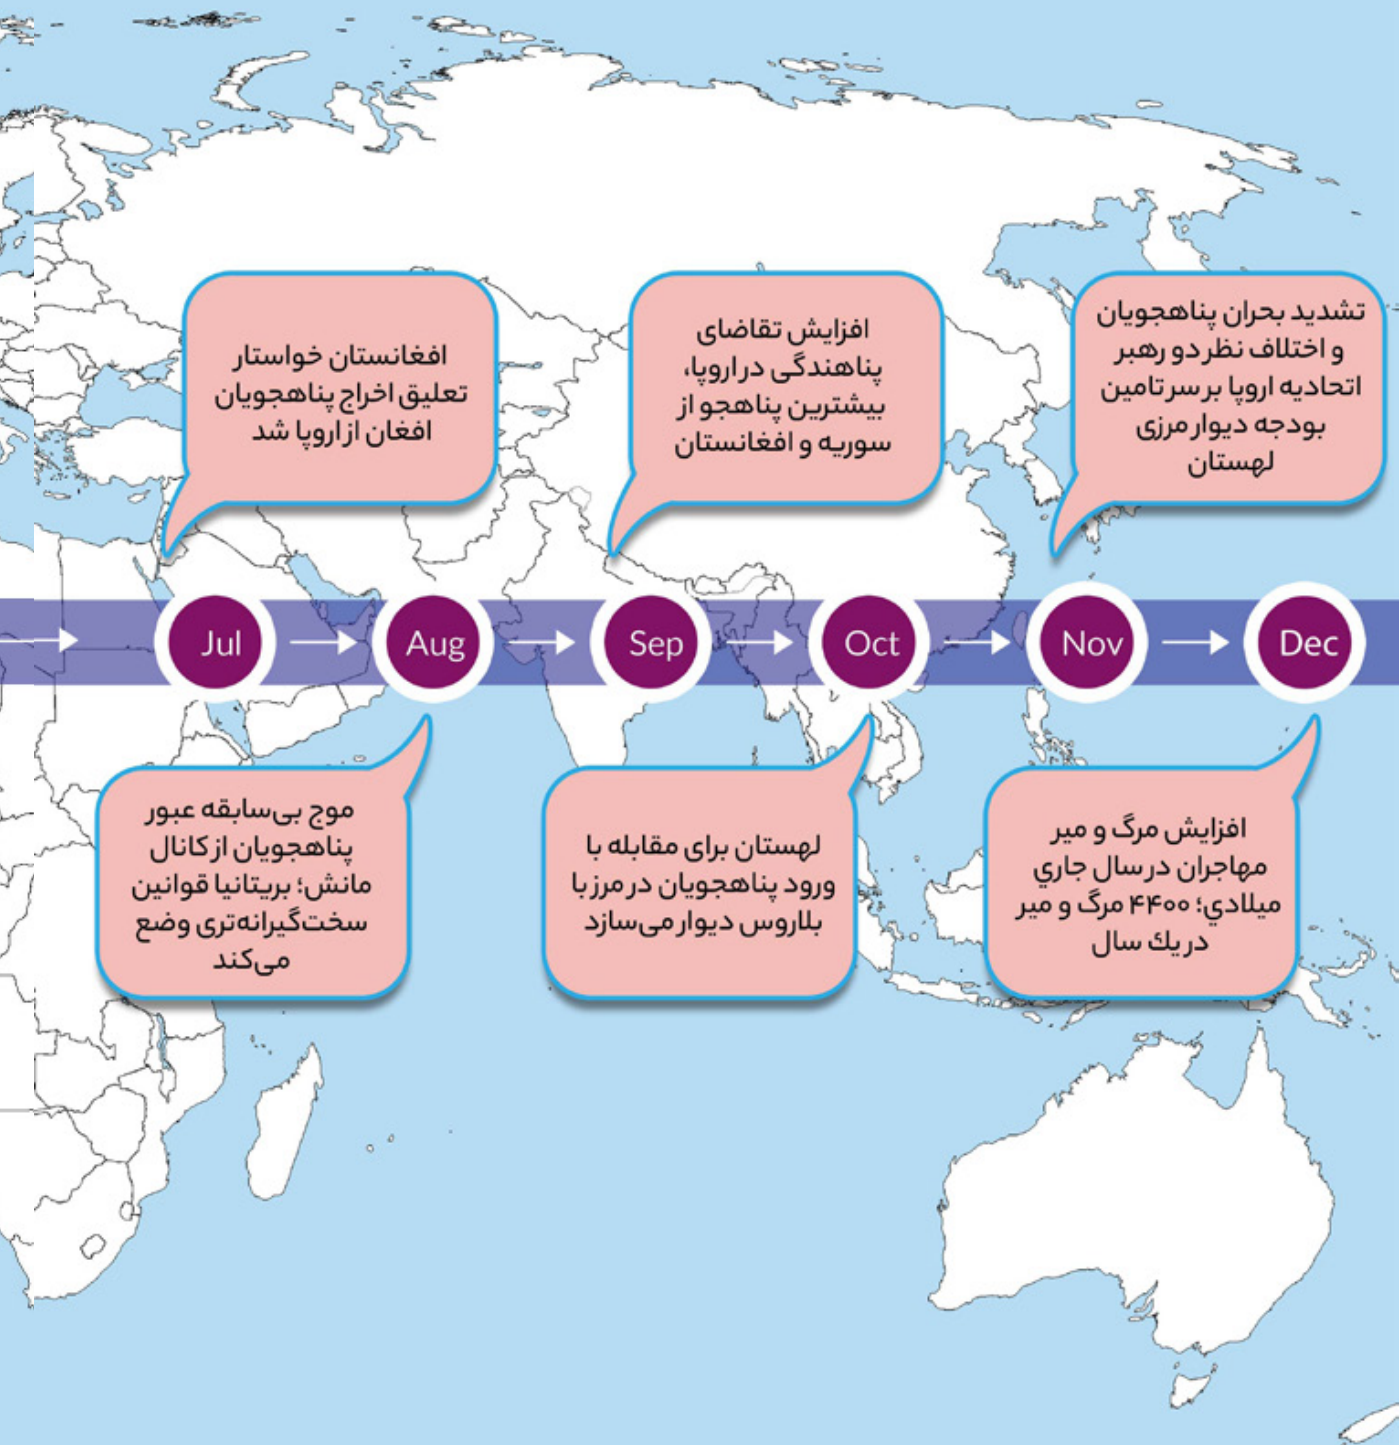 افغانستان خواستار
تعلیق اخراج پناهجویان
افغان از اروپا شد
افزایش تقاضای
پناهندگی در اروپا،
بیشترین پناهجو از
سوریه و افغانستان
تشدید بحران پناهجویان
و اختلاف نظر دو رهبر
اتحادیه اروپا بر سر تامین
بودجه دیوار مرزی
لهستان
Jul
Aug
Sep
Oct
Nov
Dec
موج بی‌سابقه عبور
پناهجویان از کانال
مانش؛ بریتانیا قوانین
سخت‌گیرانه‌تری وضع
می‌کند
لهستان برای مقابله با
ورود پناهجویان در مرز با
بلاروس دیوار می‌سازد
افزایش مرگ و میر
مهاجران در سال جاري
میلادي؛ ۴۴۰۰ مرگ و میر
در يك سال